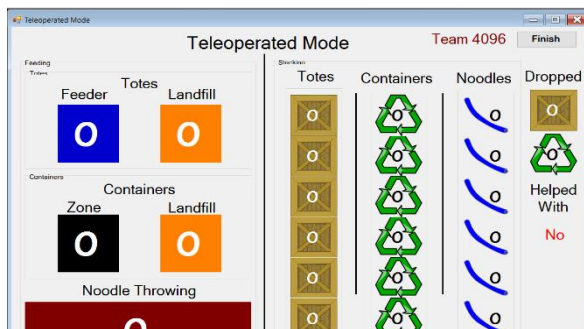 Teleoperated Mode
Teleoperated Mode
Team 4096
Finish
Feeding
Totes
Totes
Feeder Landfill
0 0
Containers
Containers
Zone Landfill
0 0
Noodle Throwing
0
Stacking
Totes Containers Noodles
0 0 0
0 0 0
0 0 0
0 0 0
0 0 0
0 0 0
Dropped
0
0
Helped
With
No